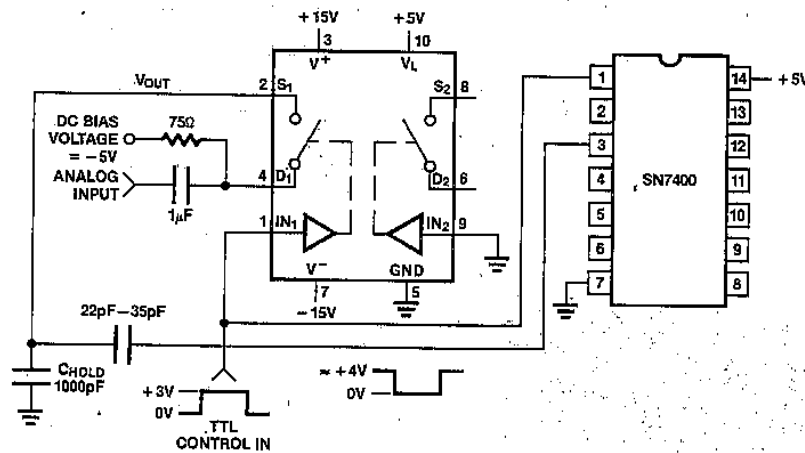 +15V
+5V
3
10
V+
VL
VOUT
2
S1
S2
8
DC BIAS
VOLTAGE
= −5V
75Ω
ANALOG
INPUT
1μF
4
D1
D2
6
1
IN1
IN2
9
V−
GND
7
5
−15V
22pF–35pF
CHOLD
1000pF
+3V
0V
TTL
CONTROL IN
≈ +4V
0V
1
2
3
4
5
6
7
SN7400
14
13
12
11
10
9
8
+ 5V